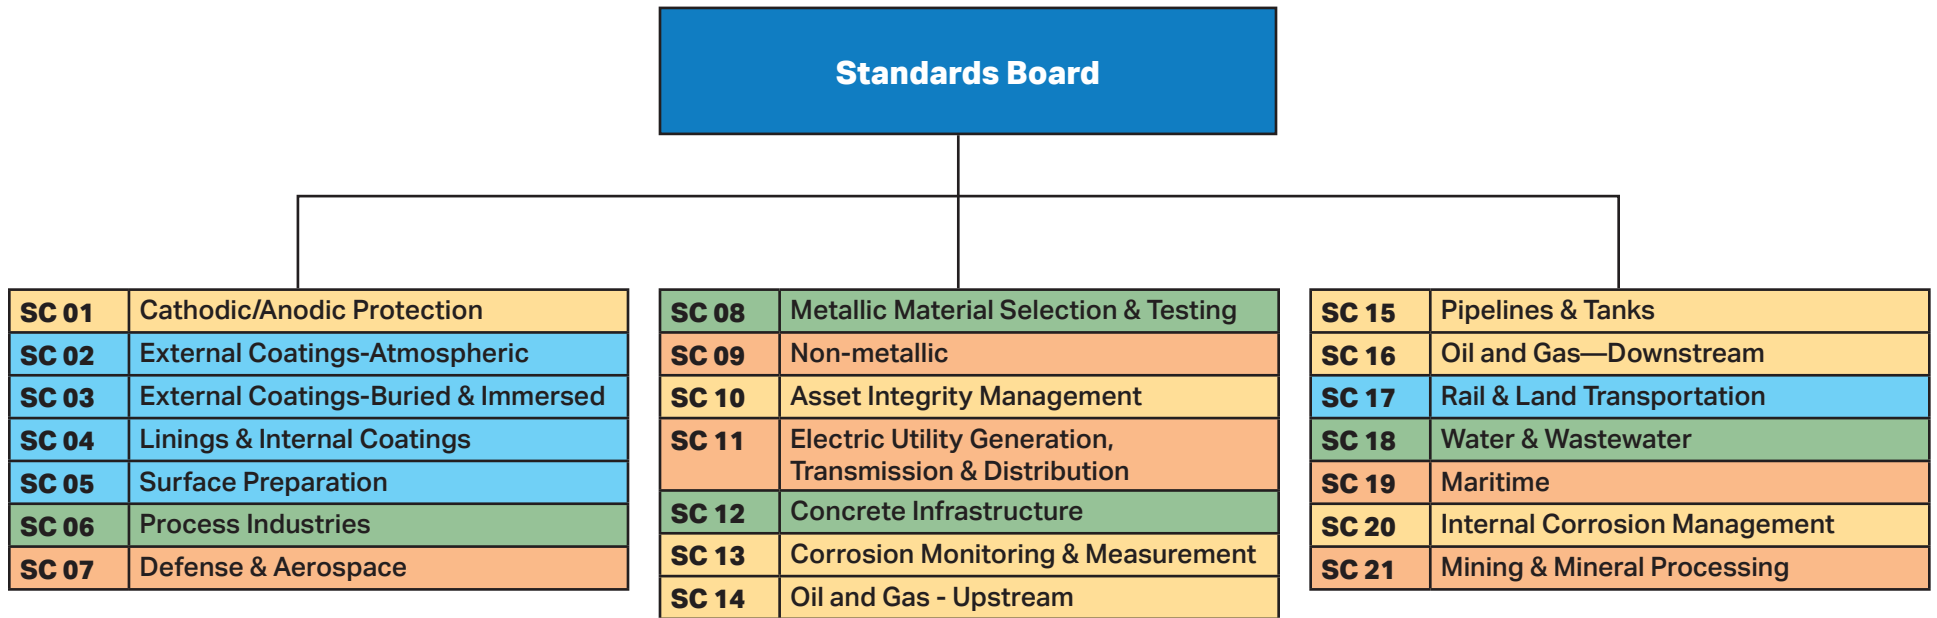 Standards Board
SC 01 Cathodic/Anodic Protection
SC 02 External Coatings-Atmospheric
SC 03 External Coatings-Buried & Immersed
SC 04 Linings & Internal Coatings
SC 05 Surface Preparation
SC 06 Process Industries
SC 07 Defense & Aerospace
SC 08 Metallic Material Selection & Testing
SC 09 Non-metallic
SC 10 Asset Integrity Management
SC 11 Electric Utility Generation,
Transmission & Distribution
SC 12 Concrete Infrastructure
SC 13 Corrosion Monitoring & Measurement
SC 14 Oil and Gas - Upstream
SC 15 Pipelines & Tanks
SC 16 Oil and Gas—Downstream
SC 17 Rail & Land Transportation
SC 18 Water & Wastewater
SC 19 Maritime
SC 20 Internal Corrosion Management
SC 21 Mining & Mineral Processing